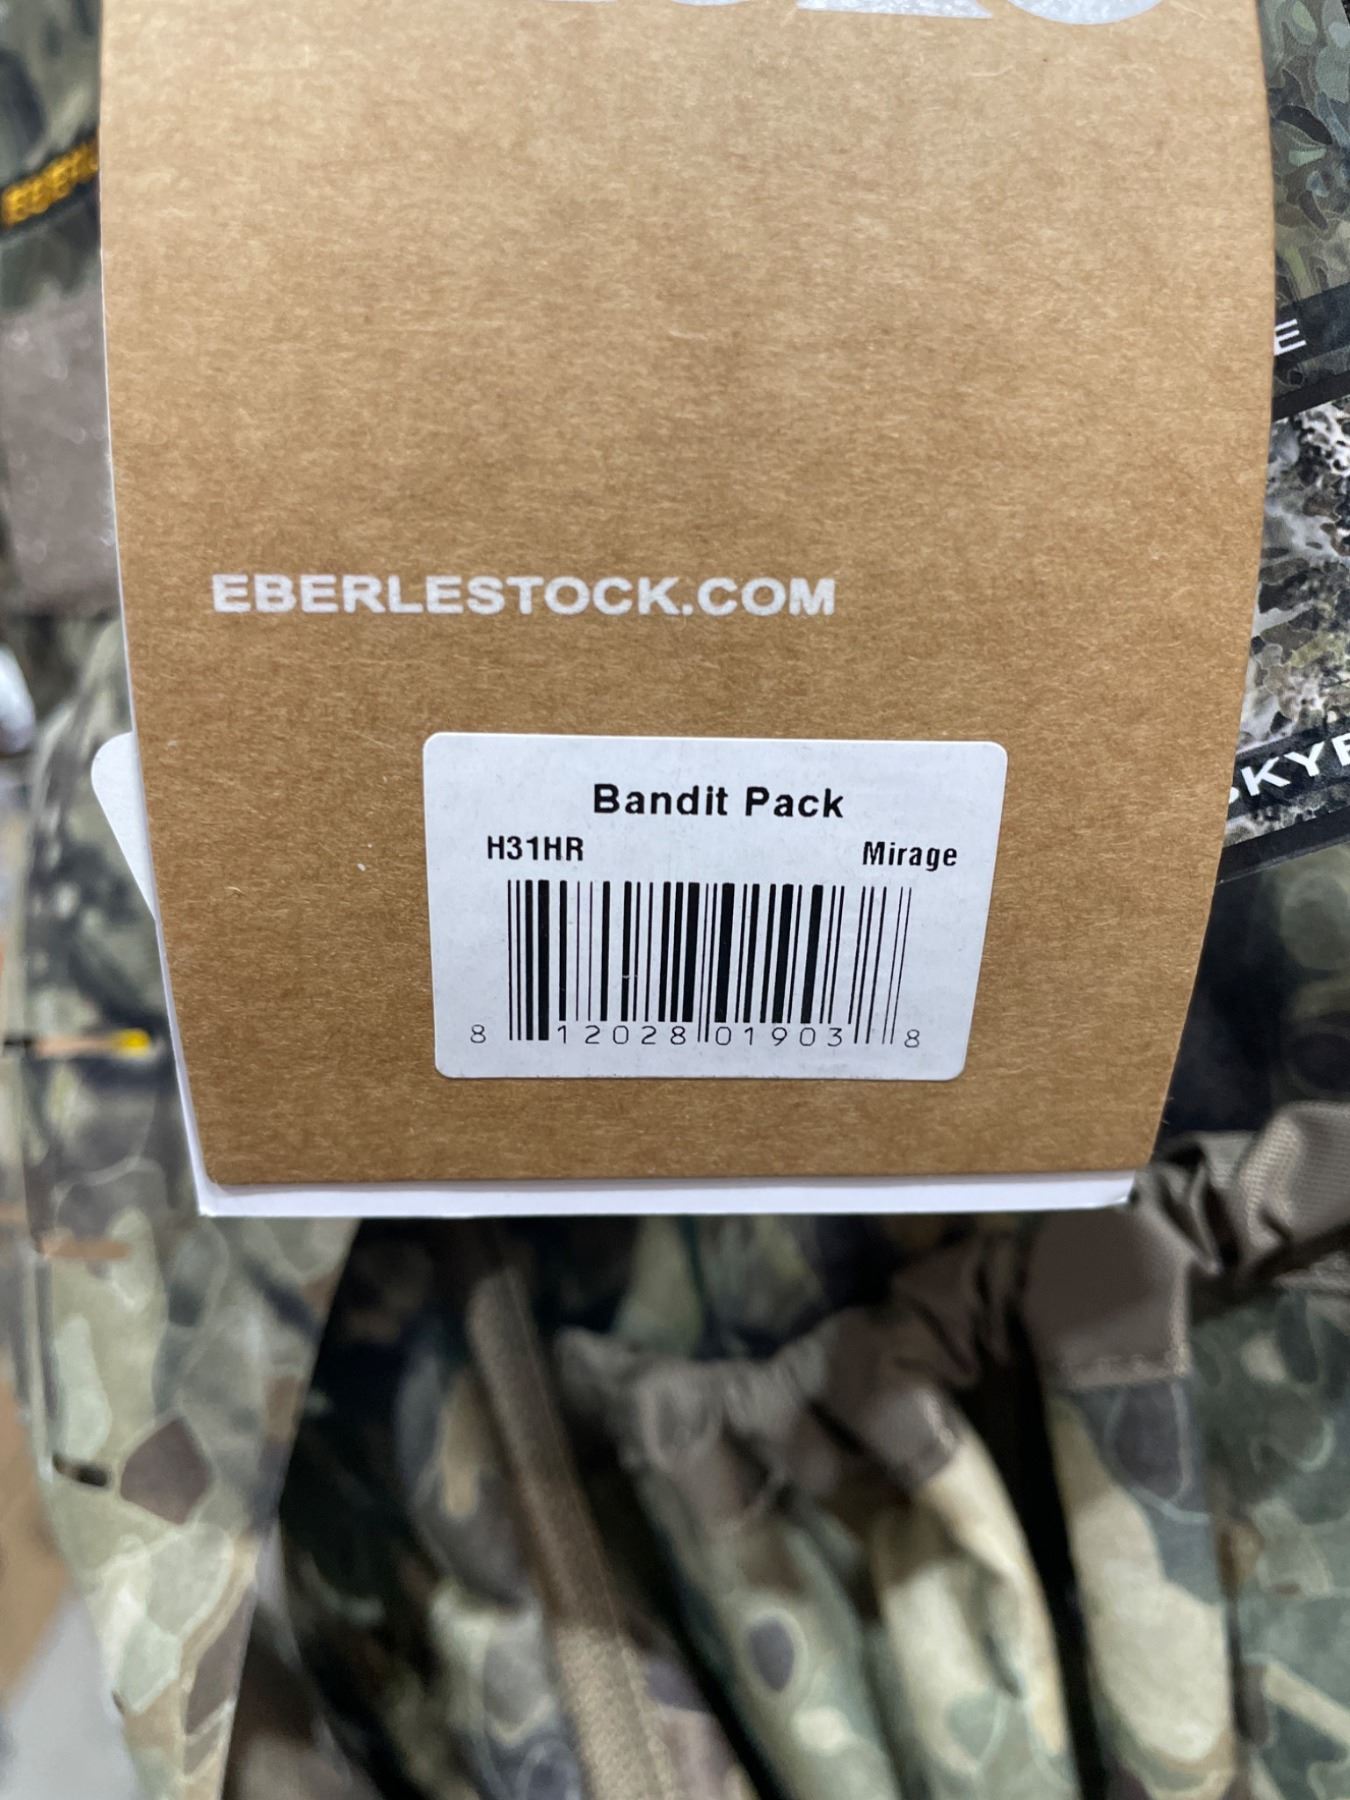 EBERLESTOCK.COM
Bandit Pack
H31HR Mirage
8 12028 01903 8